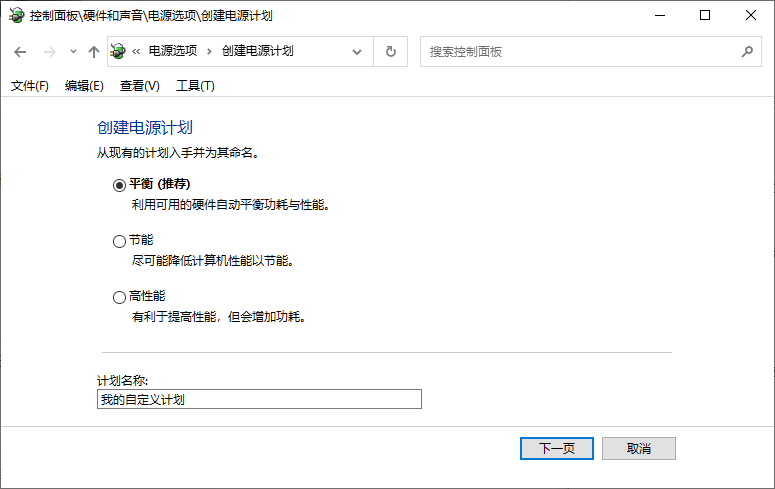 控制面板\硬件和声音\电源选项\创建电源计划
« 电源选项 › 创建电源计划
搜索控制面板
文件(F) 编辑(E) 查看(V) 工具(T)
创建电源计划
从现有的计划入手并为其命名。
平衡 (推荐)
利用可用的硬件自动平衡功耗与性能。
节能
尽可能降低计算机性能以节能。
高性能
有利于提高性能，但会增加功耗。
计划名称:
我的自定义计划
下一页 取消